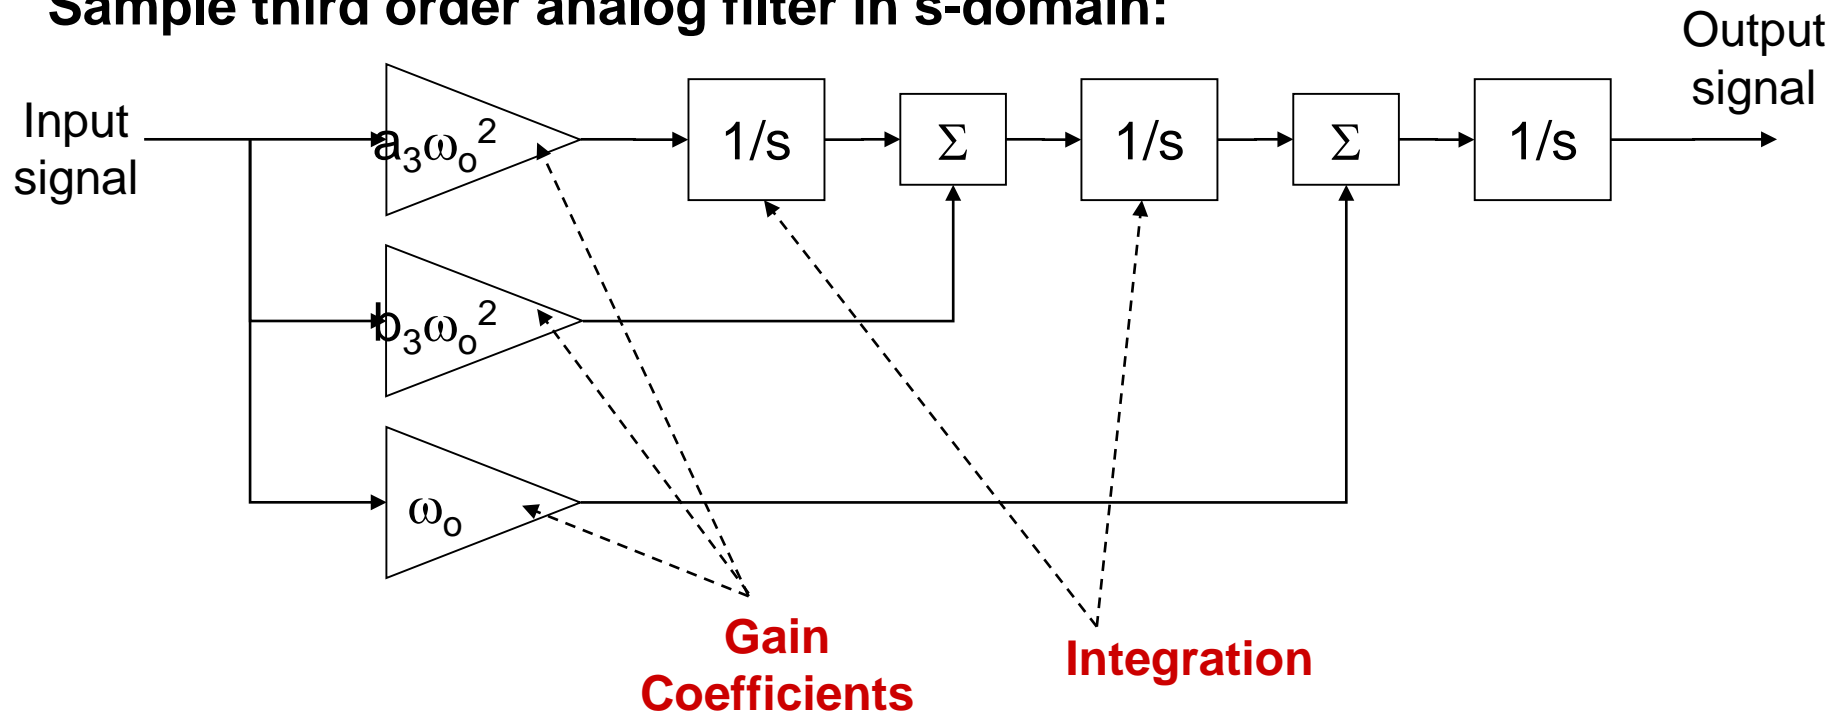 Sample third order analog filter in s-domain:
Output
signal
Input
signal
a₃ωₒ²
1/s
Σ
1/s
Σ
1/s
b₃ωₒ²
ωₒ
Gain
Coefficients
Integration